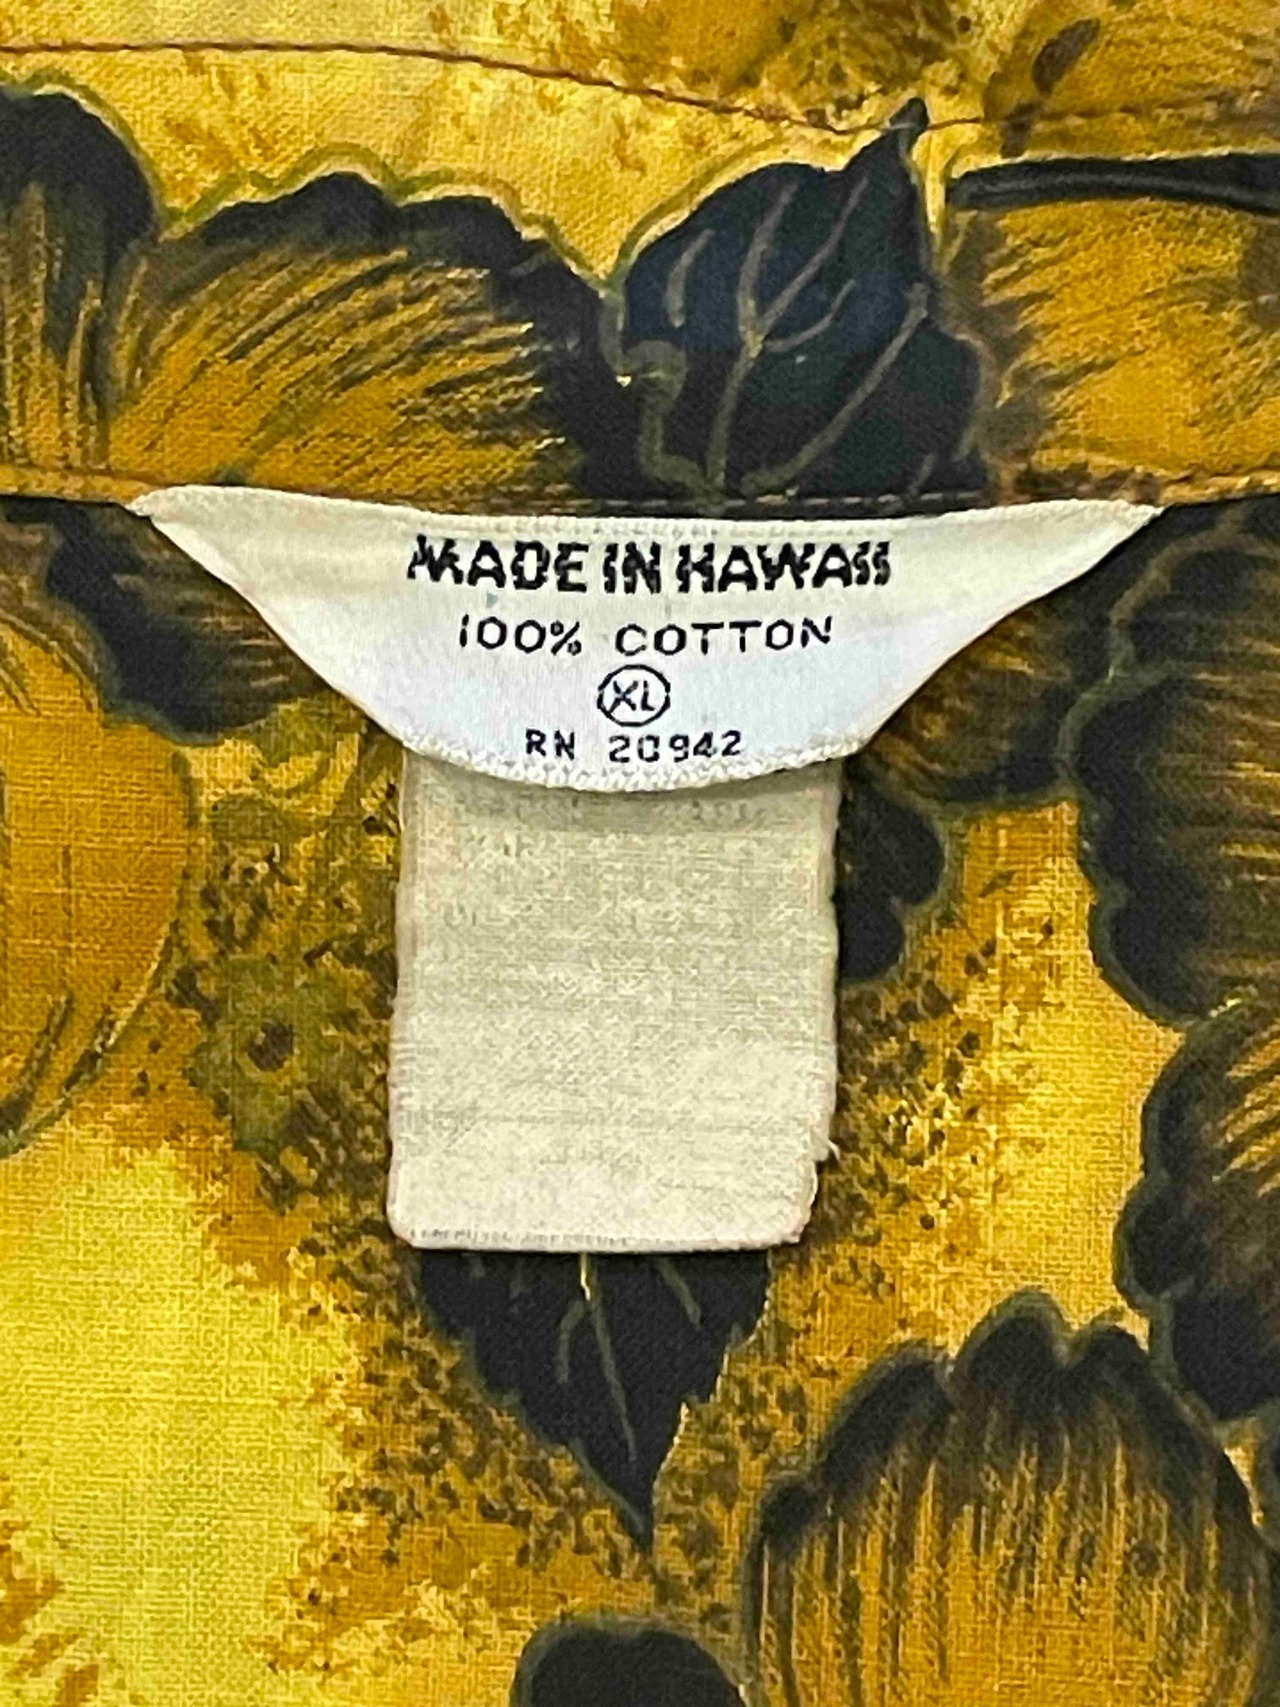 MADE IN HAWAII
100% COTTON
XL
RN 20942